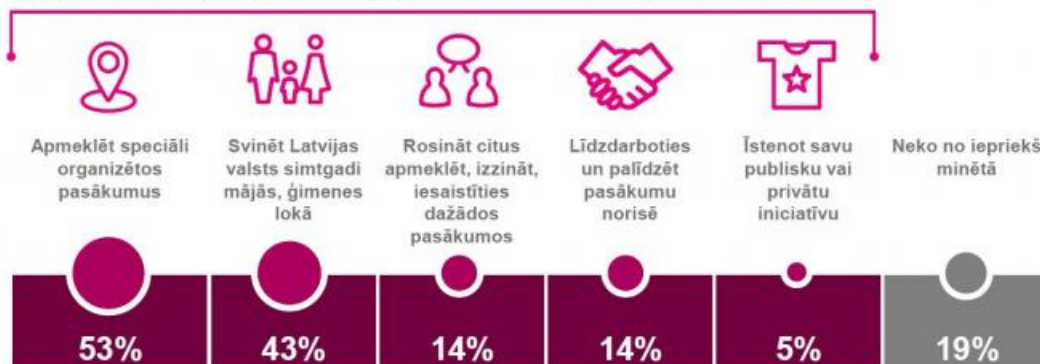 Apmeklēt speciāli
organizētos
pasākumus
Svinēt Latvijas
valsts simtgadi
mājās, ģimenes
lokā
Rosināt citus
apmeklēt, izzināt,
iesaistīties
dažādos
pasākumos
Līdzdarboties
un palīdzēt
pasākumu
norisē
Īstenot savu
publisku vai
privātu
iniciatīvu
Neko no iepriekš
minētā
53%
43%
14%
14%
5%
19%